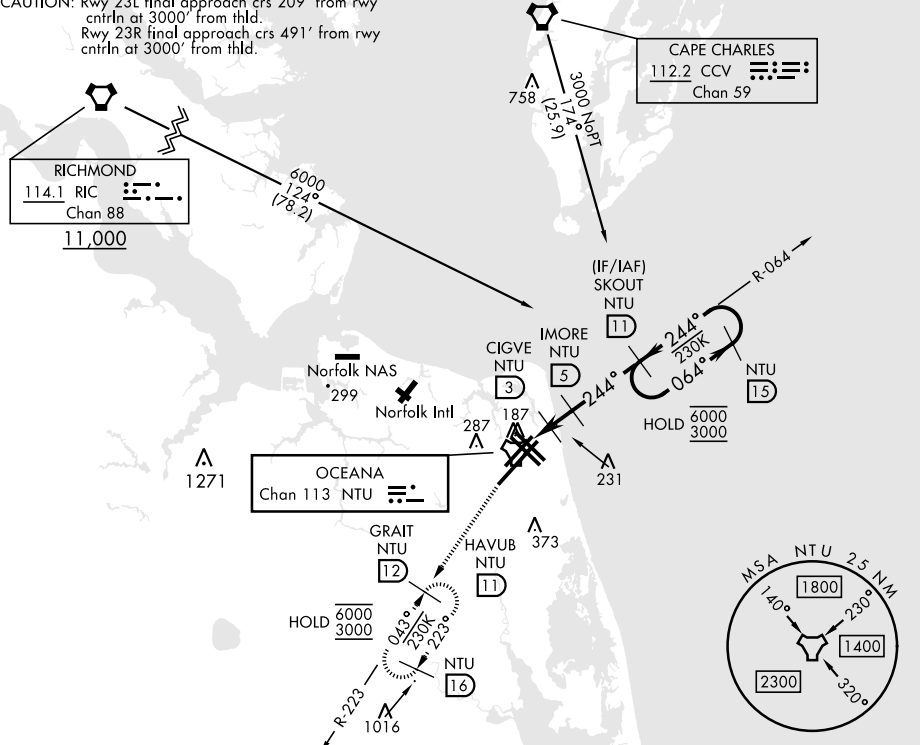 CAUTION: Rwy 23L final approach crs 209' from rwy
cntrln at 3000' from thld.
Rwy 23R final approach crs 491' from rwy
cntrln at 3000' from thld.
CAPE CHARLES
112.2 CCV
Chan 59
758
3000 NoPT
174°
(25.9)
RICHMOND
114.1 RIC
Chan 88
11,000
6000
124°
(78.2)
(IF/IAF)
SKOUT
NTU
11
R-064
IMORE
NTU
5
CIGVE
NTU
3
244°
230K
064°
244°
NTU
15
HOLD 6000
3000
Norfolk NAS
299
Norfolk Intl
287
187
231
1271
OCEANA
Chan 113 NTU
373
GRAIT
NTU
12
HAVUB
NTU
11
HOLD 6000
3000
043°
230K
223°
NTU
16
R-223
1016
MSA NTU 25 NM
1800
140°
230°
1400
2300
320°